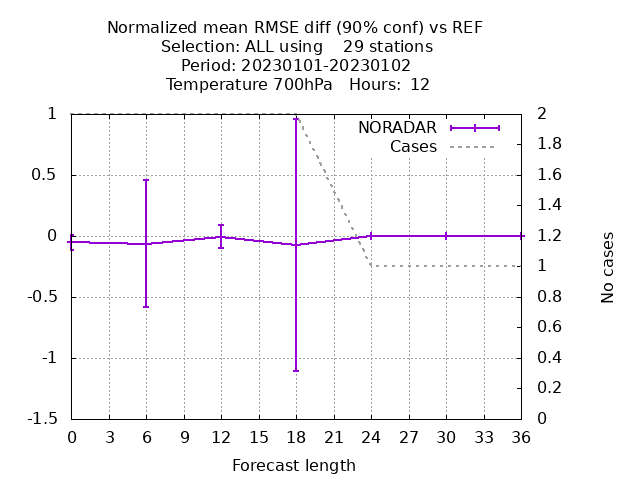 Normalized mean RMSE diff (90% conf) vs REF
Selection: ALL using    29 stations
Period: 20230101-20230102
Temperature 700hPa   Hours:  12
NORADAR
Cases
1
0.5
0
-0.5
-1
-1.5
2
1.8
1.6
1.4
1.2
1
0.8
0.6
0.4
0.2
0
No cases
0 3 6 9 12 15 18 21 24 27 30 33 36
Forecast length